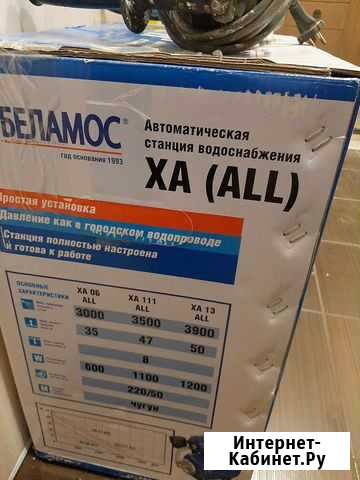 БЕЛАМОС®
год основания 1993
Автоматическая
станция водоснабжения
XA (ALL)
Простая установка
Давление как в городском водопроводе
Станция полностью настроена
и готова к работе
ОСНОВНЫЕ
ХАРАКТЕРИСТИКИ
XA 06 ALL XA 111 ALL XA 13 ALL
3000 3500 3900
35 47 50
8
600 1100 1200
220/50
чугун
Интернет-
Кабинет.Ру